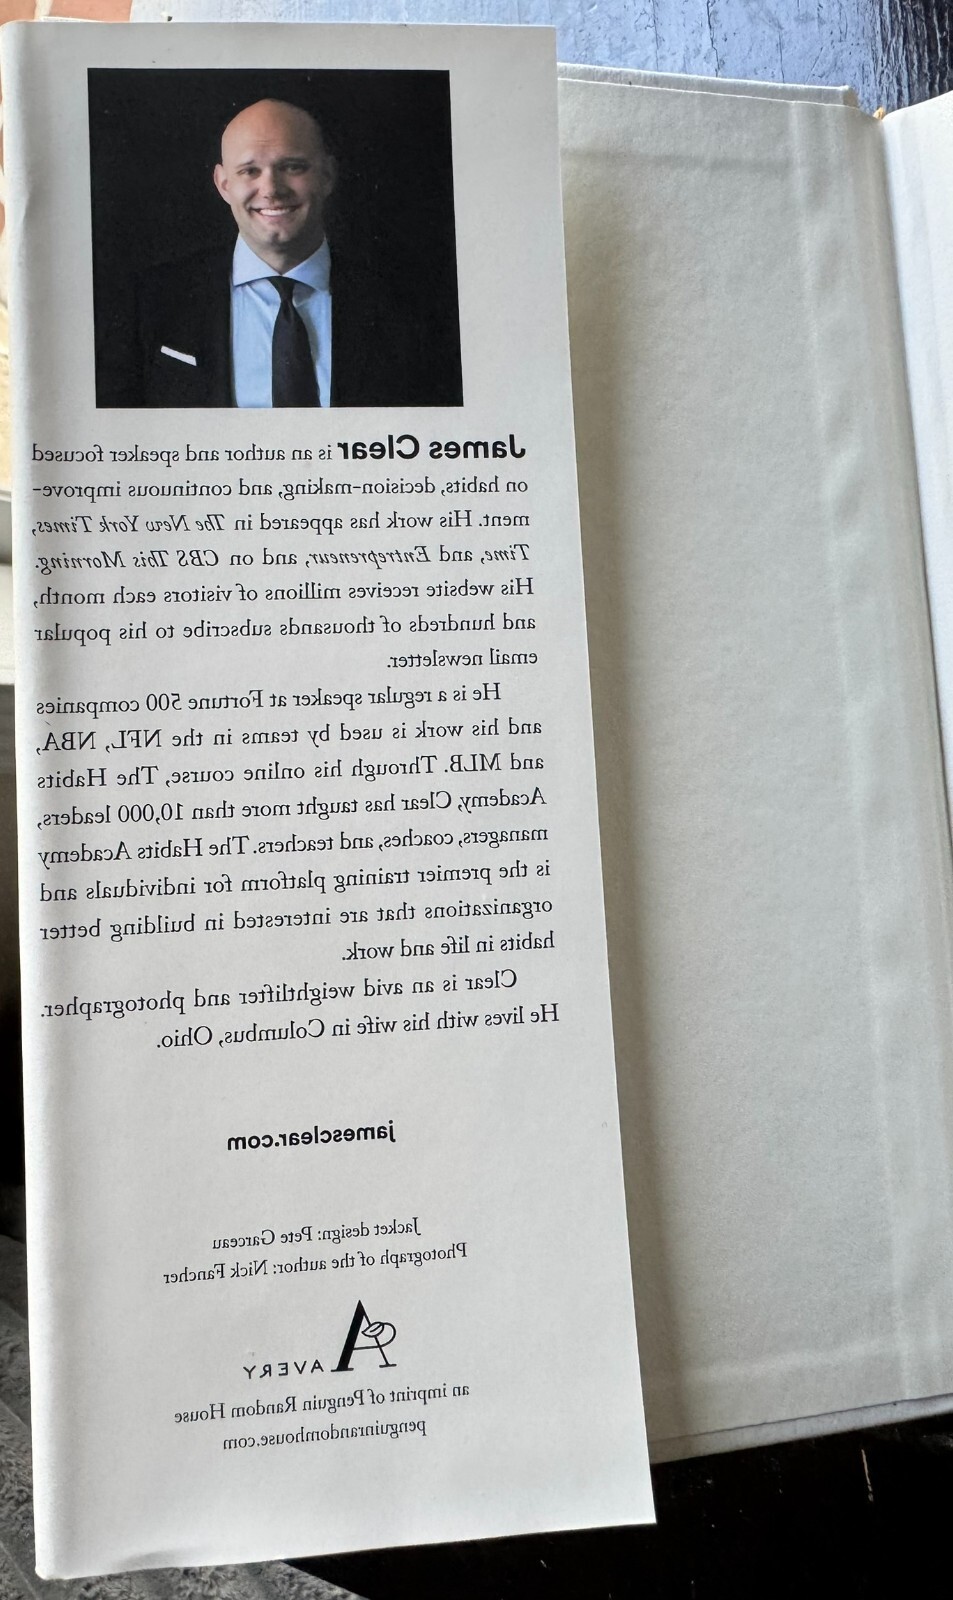 James Clear is an author and speaker focused
on habits, decision-making, and continuous improve-
ment. His work has appeared in The New York Times,
Time, and Entrepreneur, and on CBS This Morning.
His website receives millions of visitors each month,
and hundreds of thousands subscribe to his popular
email newsletter.
He is a regular speaker at Fortune 500 companies
and his work is used by teams in the NFL, NBA,
and MLB. Through his online course, The Habits
Academy, Clear has taught more than 10,000 leaders,
managers, coaches, and teachers. The Habits Academy
is the premier training platform for individuals and
organizations that are interested in building better
habits in life and work.
Clear is an avid weightlifter and photographer.
He lives with his wife in Columbus, Ohio.
jamesclear.com
Jacket design: Pete Garceau
Photograph of the author: Nick Fancher
AVERY
an imprint of Penguin Random House
penguinrandomhouse.com